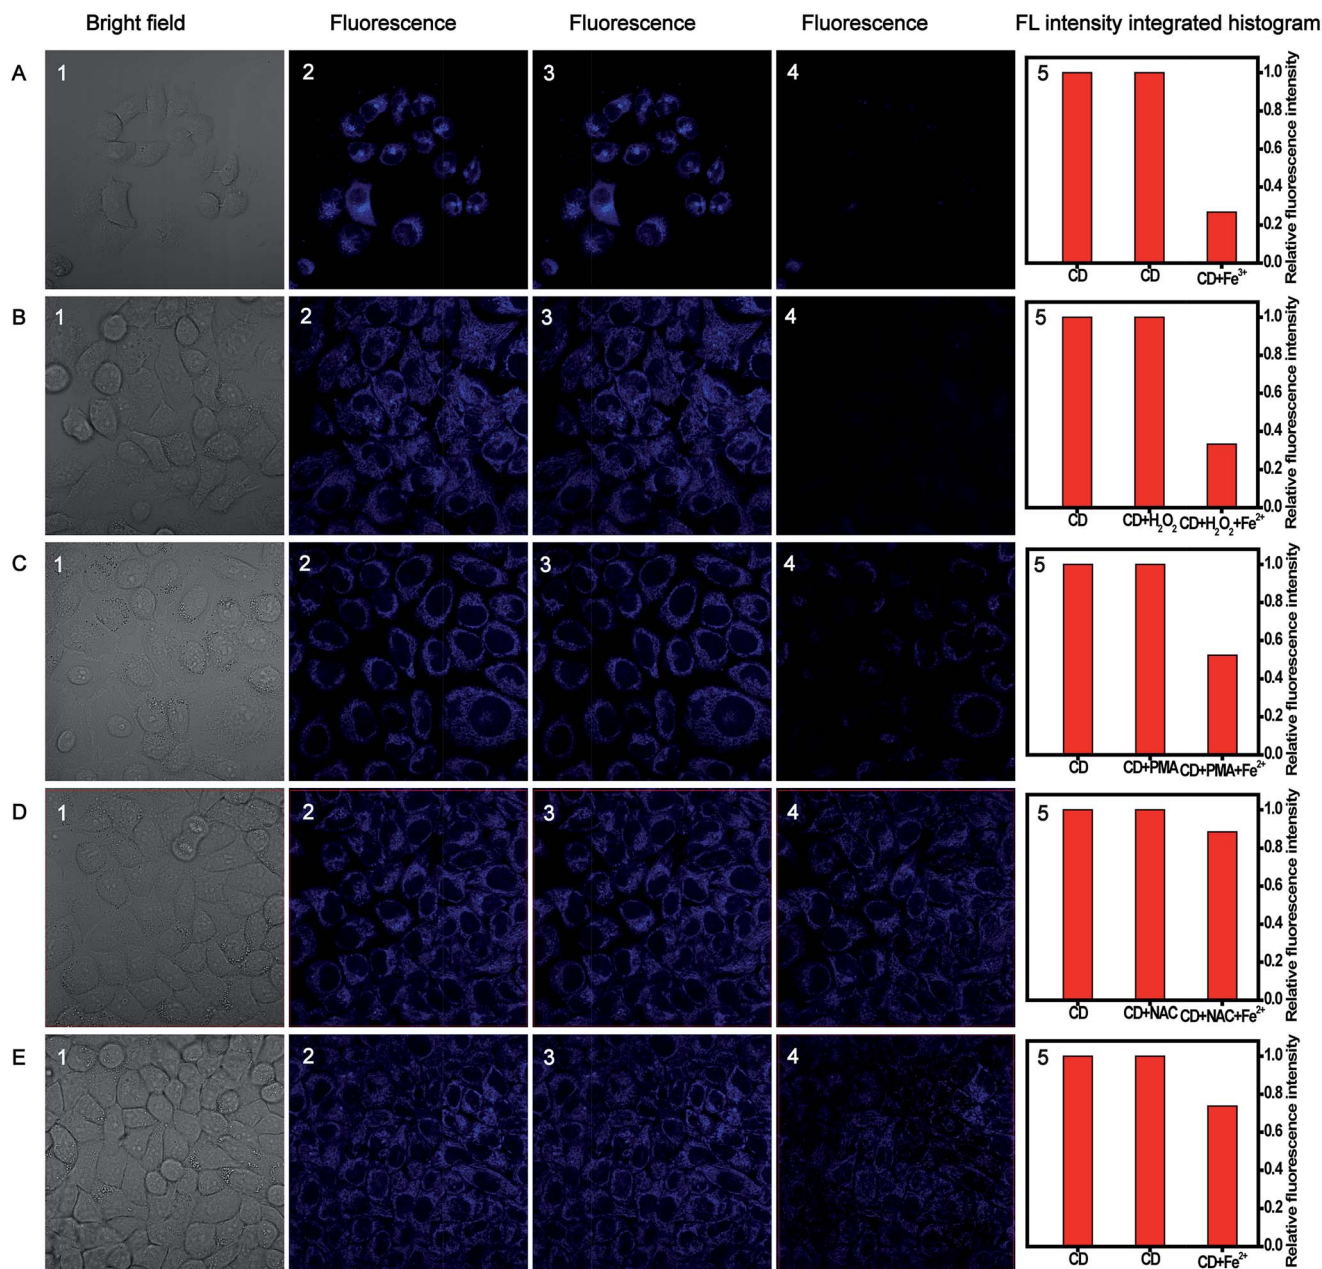 Bright field Fluorescence Fluorescence Fluorescence FL intensity integrated histogram
A 1 2 3 4 5
1.0
0.8
0.6
0.4
0.2
0.0
Relative fluorescence intensity
CD CD CD+Fe³⁺
B 1 2 3 4 5
1.0
0.8
0.6
0.4
0.2
0.0
Relative fluorescence intensity
CD CD+H₂O₂ CD+H₂O₂+Fe²⁺
C 1 2 3 4 5
1.0
0.8
0.6
0.4
0.2
0.0
Relative fluorescence intensity
CD CD+PMA CD+PMA+Fe²⁺
D 1 2 3 4 5
1.0
0.8
0.6
0.4
0.2
0.0
Relative fluorescence intensity
CD CD+NAC CD+NAC+Fe²⁺
E 1 2 3 4 5
1.0
0.8
0.6
0.4
0.2
0.0
Relative fluorescence intensity
CD CD CD+Fe²⁺